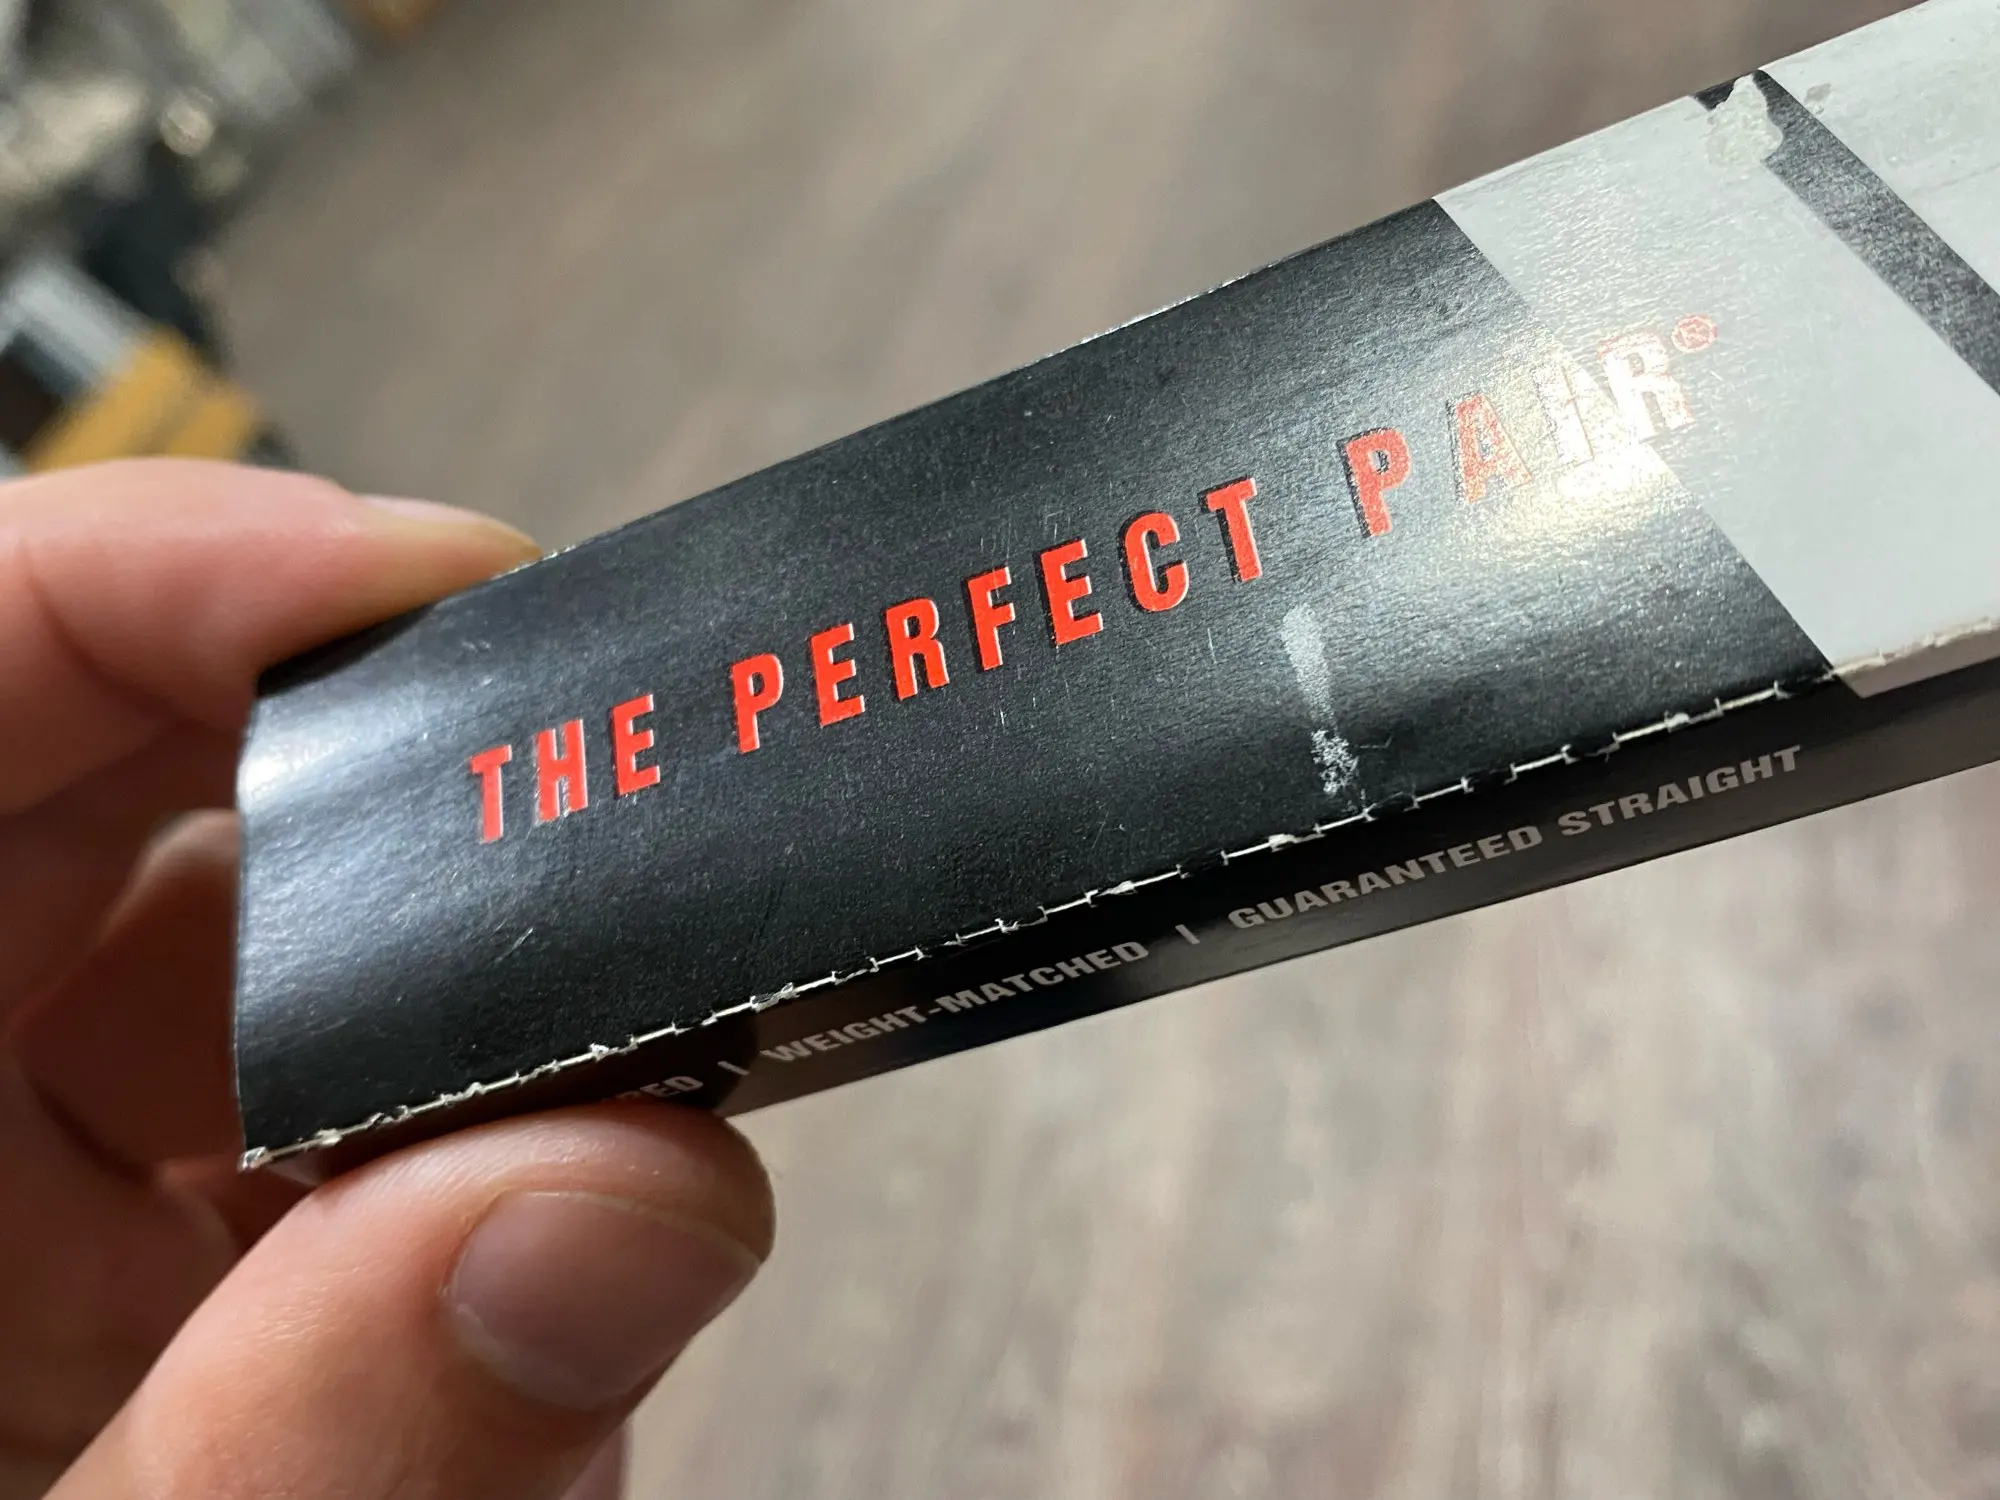 THE PERFECT PAIR®
| WEIGHT-MATCHED | GUARANTEED STRAIGHT